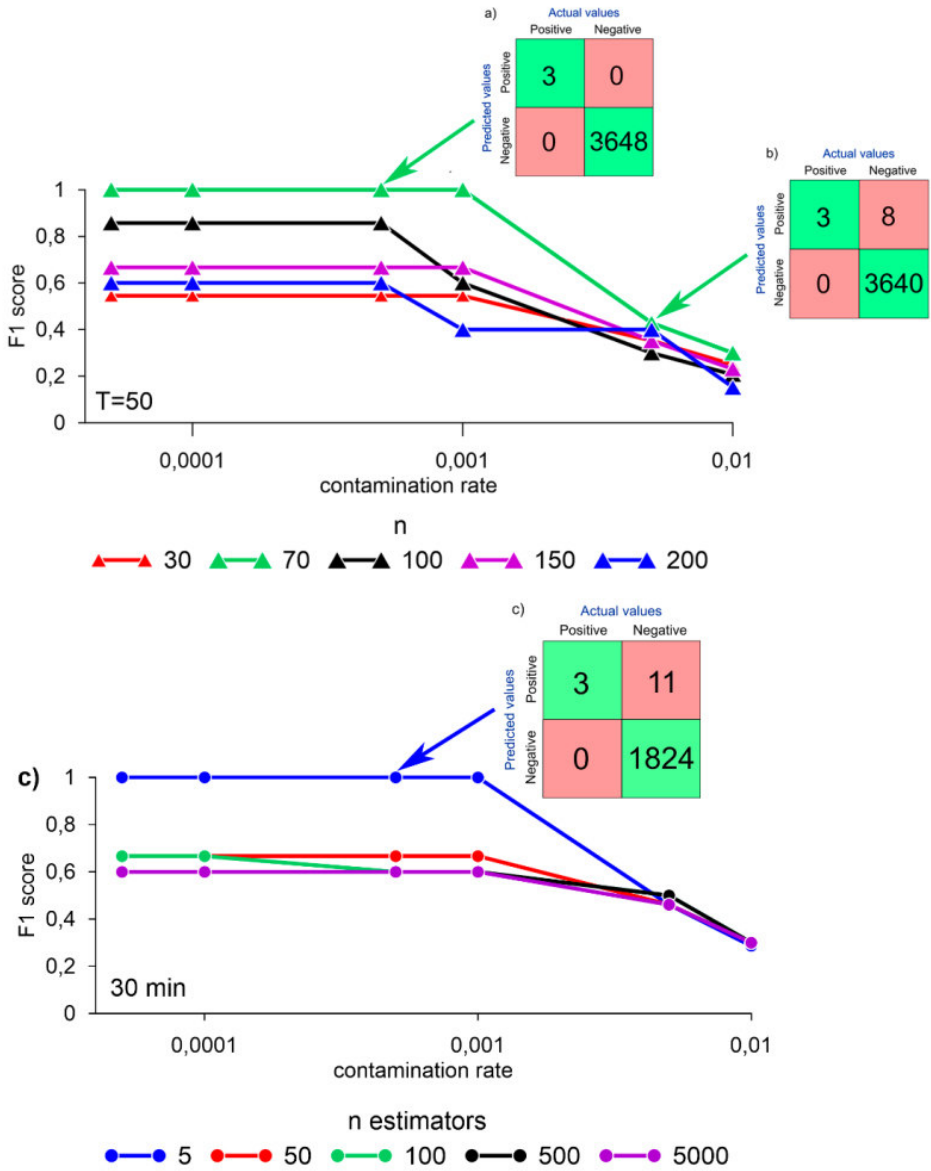 a)
Actual values
Positive Negative
Predicted values
Positive
Negative
3 0
0 3648
b)
Actual values
Positive Negative
Predicted values
Positive
Negative
3 8
0 3640
F1 score
1
0,8
0,6
0,4
0,2
0
T=50
0,0001 0,001 0,01
contamination rate
n
30 70 100 150 200
c)
Actual values
Positive Negative
Predicted values
Positive
Negative
3 11
0 1824
c)
F1 score
1
0,8
0,6
0,4
0,2
0
30 min
0,0001 0,001 0,01
contamination rate
n estimators
5 50 100 500 5000